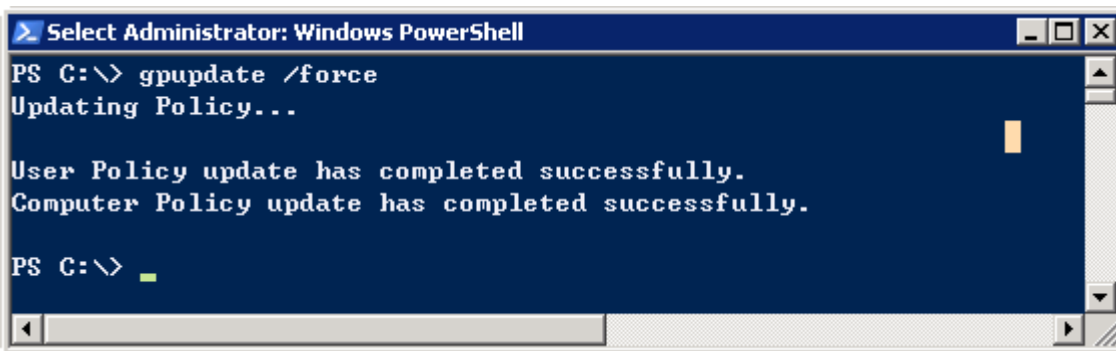 Select Administrator: Windows PowerShell
PS C:\> gpupdate /force
Updating Policy...
User Policy update has completed successfully.
Computer Policy update has completed successfully.
PS C:\>